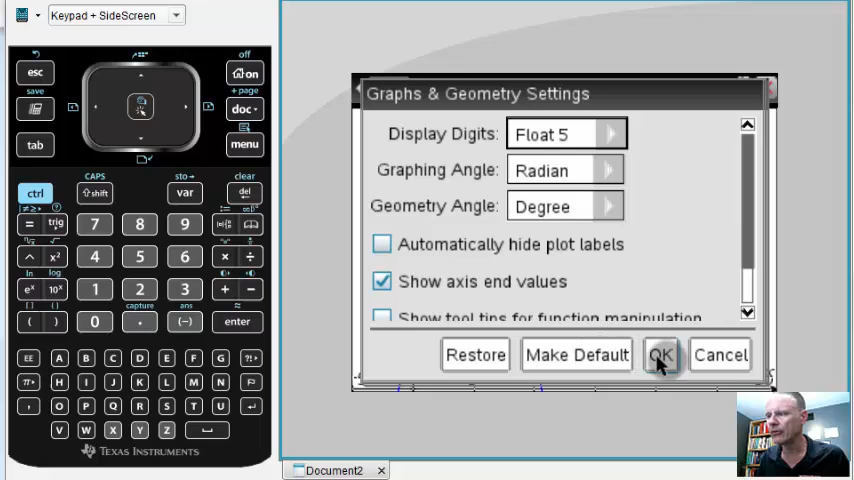 Keypad + SideScreen
Graphs & Geometry Settings
Display Digits: Float 5
Graphing Angle: Radian
Geometry Angle: Degree
Automatically hide plot labels
Show axis end values
Show tool tips for function manipulation
Restore
Make Default
OK
Cancel
Document2
esc
off
on
save
+ page
doc
tab
menu
CAPS
sto→
clear
ctrl
shift
var
del
= trig 7 8 9
^ x² 4 5 6 × ÷
ln log
eˣ 10ˣ 1 2 3 + −
capture
ans
( ) 0 . (−) enter
EE A B C D E F G ?!
π H I J K L M N
, O P Q R S T U
V W X Y Z
TEXAS INSTRUMENTS